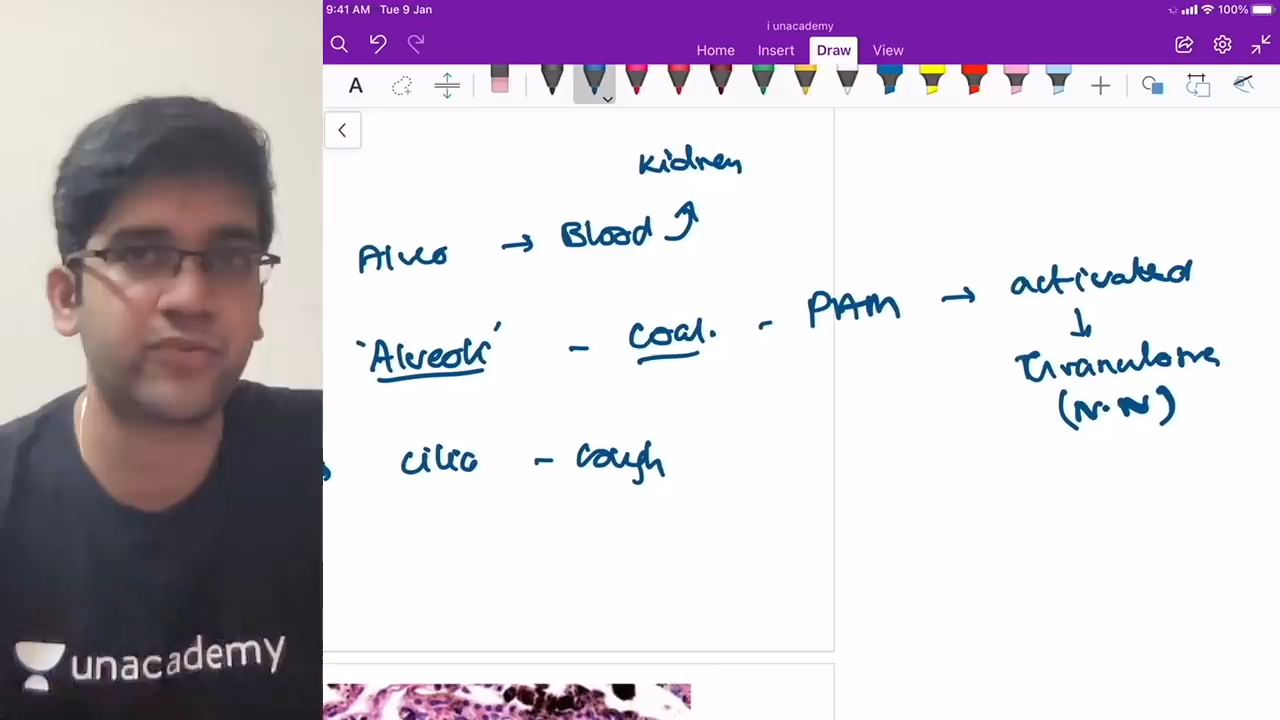 9:41 AM Tue 9 Jan
100%
i unacademy
Home Insert Draw View
A
Kidney
Alveo → Blood
'Alveoli' - Coal. - PAM → activated
↓
Granuloma
(N.N)
cilia - cough
unacademy